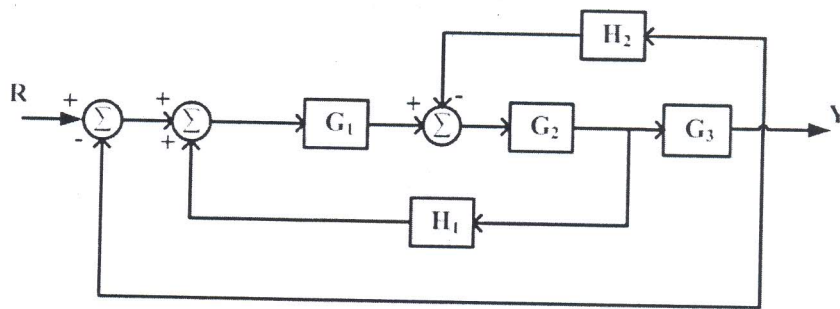 H₂
R + + + - Y
Σ Σ G₁ Σ G₂ G₃
- +
H₁